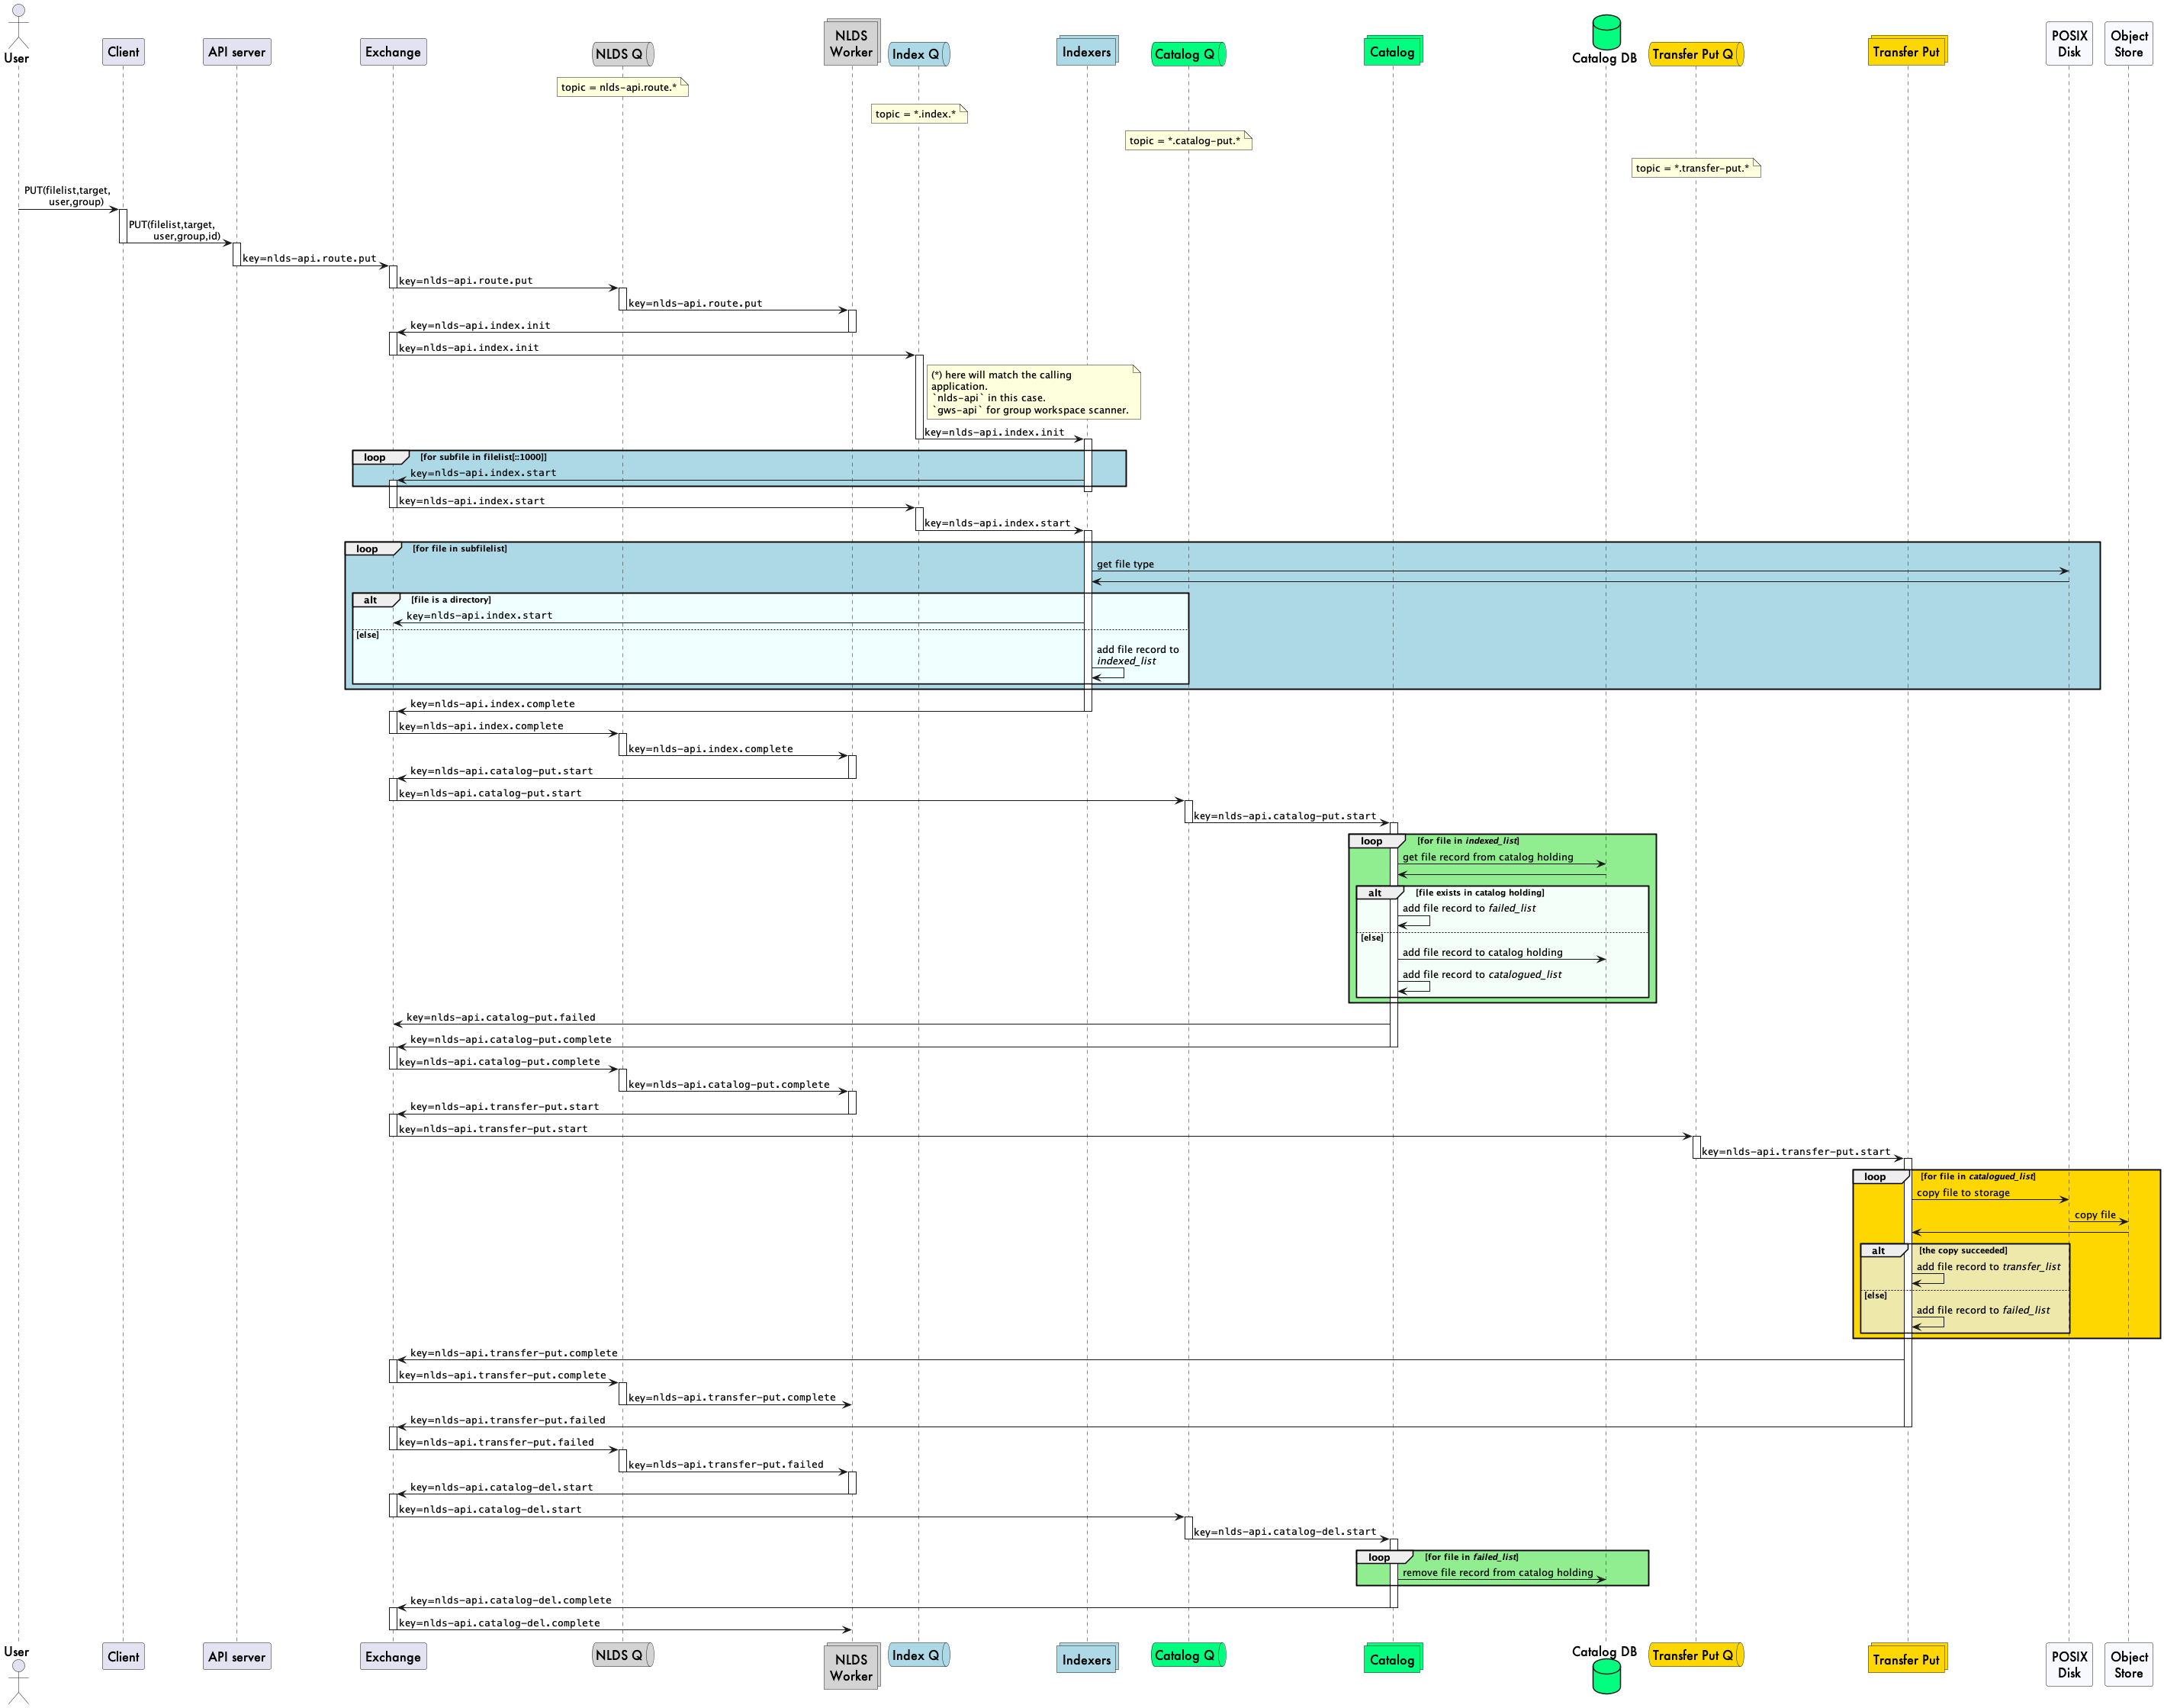 User
Client
API server
Exchange
NLDS Q
NLDS
Worker
Index Q
Indexers
Catalog Q
Catalog
Catalog DB
Transfer Put Q
Transfer Put
POSIX
Disk
Object
Store
topic = nlds-api.route.*
topic = *.index.*
topic = *.catalog-put.*
topic = *.transfer-put.*
PUT(filelist,target,
user,group)
PUT(filelist,target,
user,group,id)
key=nlds-api.route.put
key=nlds-api.route.put
key=nlds-api.route.put
key=nlds-api.index.init
key=nlds-api.index.init
(*) here will match the calling
application.
`nlds-api` in this case.
`gws-api` for group workspace scanner.
key=nlds-api.index.init
loop [for subfile in filelist[::1000]]
key=nlds-api.index.start
key=nlds-api.index.start
key=nlds-api.index.start
loop [for file in subfilelist]
get file type
alt [file is a directory]
key=nlds-api.index.start
[else]
add file record to
indexed_list
key=nlds-api.index.complete
key=nlds-api.index.complete
key=nlds-api.index.complete
key=nlds-api.catalog-put.start
key=nlds-api.catalog-put.start
key=nlds-api.catalog-put.start
loop [for file in indexed_list]
get file record from catalog holding
alt [file exists in catalog holding]
add file record to failed_list
[else]
add file record to catalog holding
add file record to catalogued_list
key=nlds-api.catalog-put.failed
key=nlds-api.catalog-put.complete
key=nlds-api.catalog-put.complete
key=nlds-api.catalog-put.complete
key=nlds-api.transfer-put.start
key=nlds-api.transfer-put.start
key=nlds-api.transfer-put.start
loop [for file in catalogued_list]
copy file to storage
copy file
alt [the copy succeeded]
add file record to transfer_list
[else]
add file record to failed_list
key=nlds-api.transfer-put.complete
key=nlds-api.transfer-put.complete
key=nlds-api.transfer-put.complete
key=nlds-api.transfer-put.failed
key=nlds-api.transfer-put.failed
key=nlds-api.transfer-put.failed
key=nlds-api.catalog-del.start
key=nlds-api.catalog-del.start
key=nlds-api.catalog-del.start
loop [for file in failed_list]
remove file record from catalog holding
key=nlds-api.catalog-del.complete
key=nlds-api.catalog-del.complete
User
Client
API server
Exchange
NLDS Q
NLDS
Worker
Index Q
Indexers
Catalog Q
Catalog
Catalog DB
Transfer Put Q
Transfer Put
POSIX
Disk
Object
Store